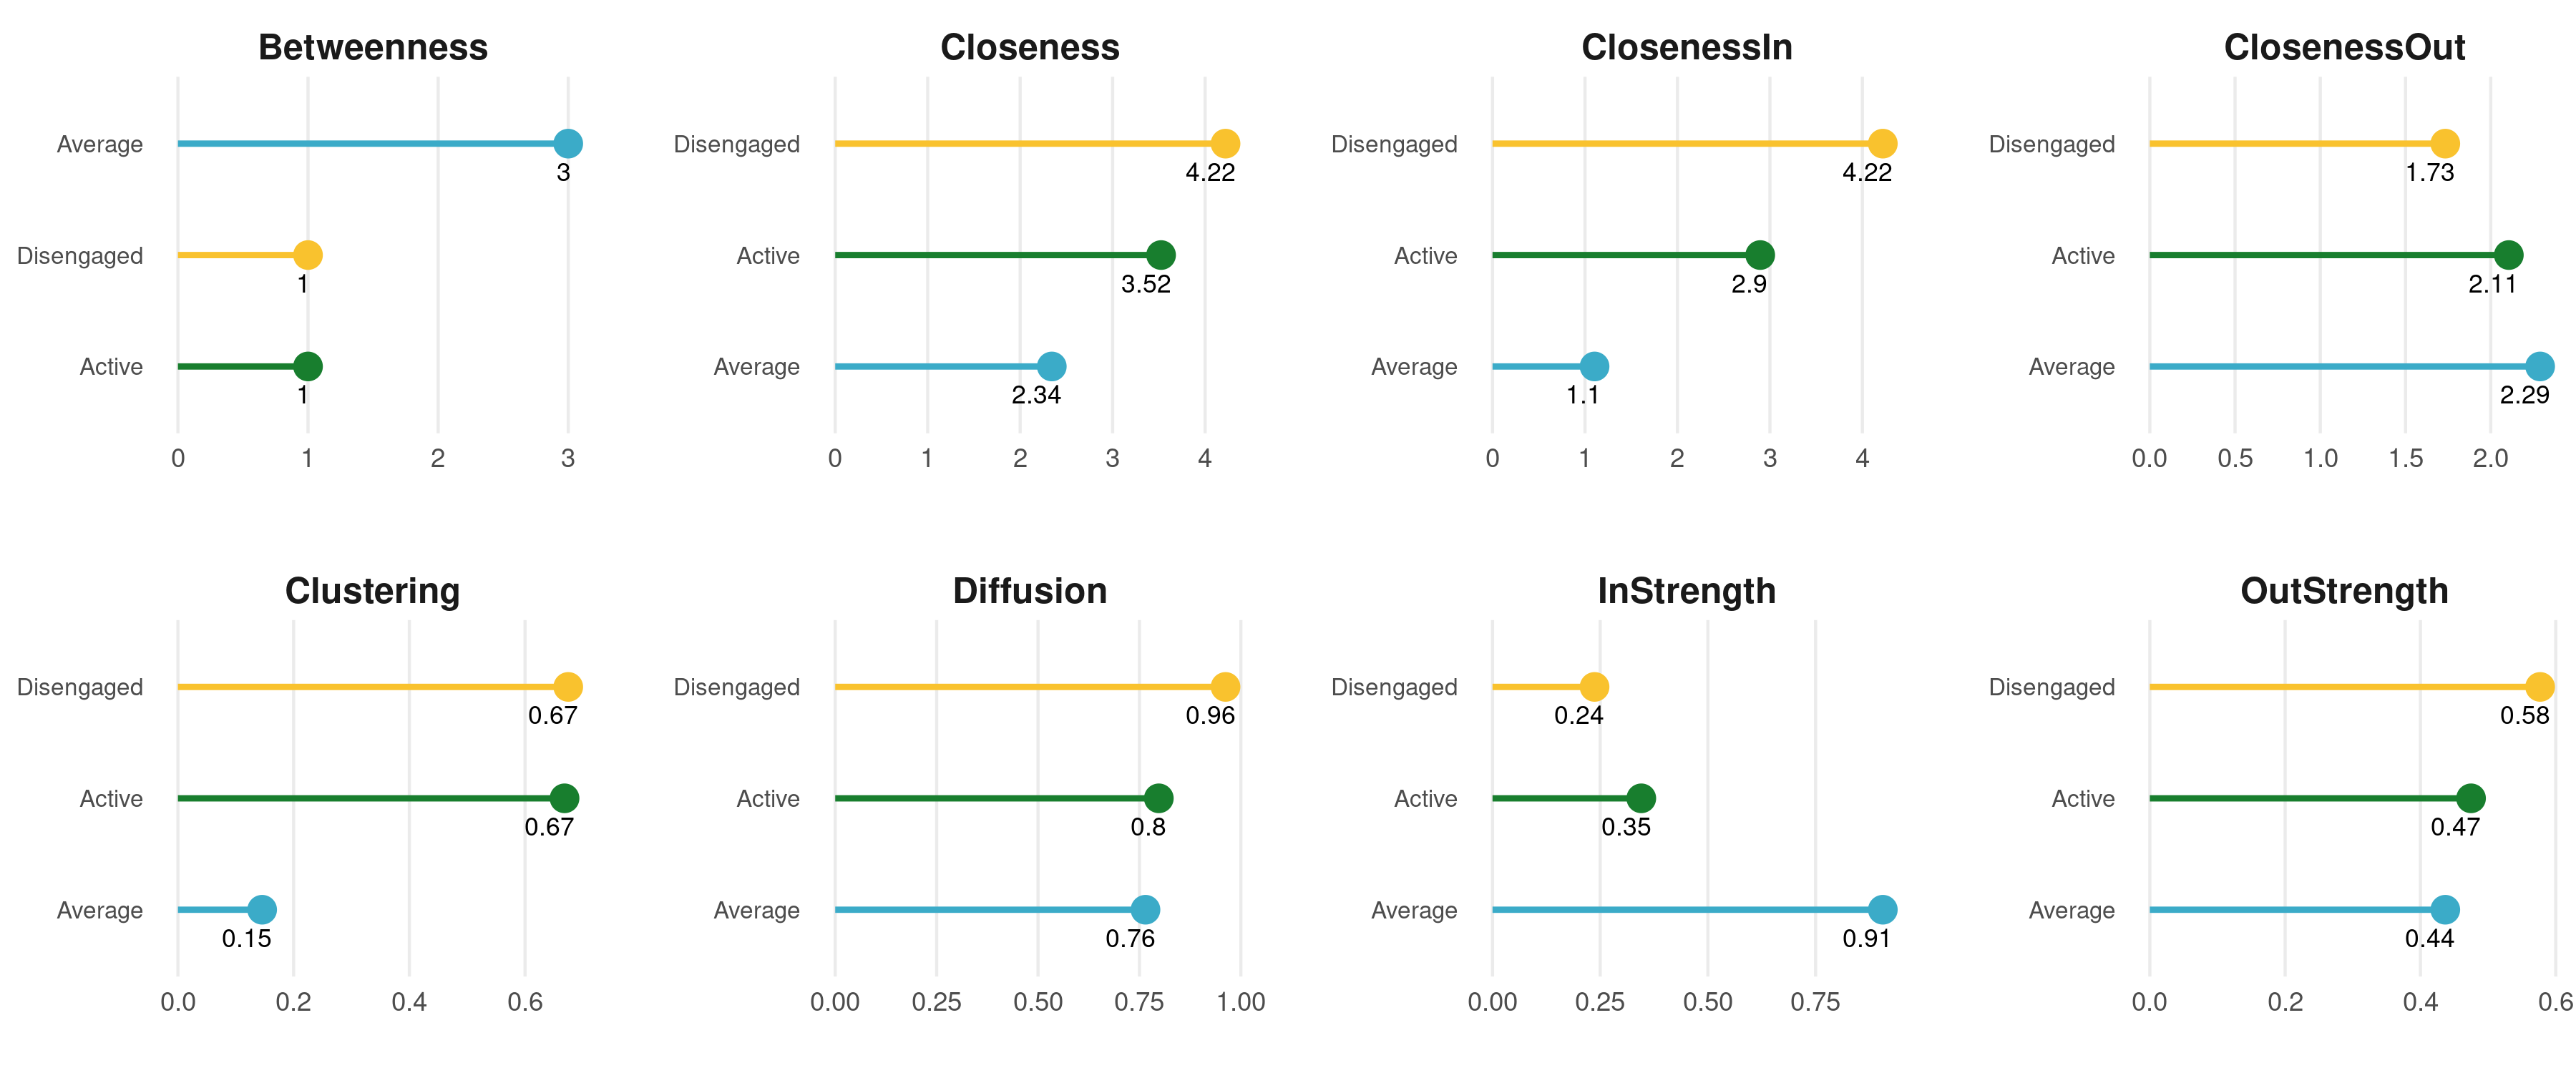 Betweenness
Average
3
Disengaged
1
Active
1
0 1 2 3
Closeness
Disengaged
4.22
Active
3.52
Average
2.34
0 1 2 3 4
ClosenessIn
Disengaged
4.22
Active
2.9
Average
1.1
0 1 2 3 4
ClosenessOut
Disengaged
1.73
Active
2.11
Average
2.29
0.0 0.5 1.0 1.5 2.0
Clustering
Disengaged
0.67
Active
0.67
Average
0.15
0.0 0.2 0.4 0.6
Diffusion
Disengaged
0.96
Active
0.8
Average
0.76
0.00 0.25 0.50 0.75 1.00
InStrength
Disengaged
0.24
Active
0.35
Average
0.91
0.00 0.25 0.50 0.75
OutStrength
Disengaged
0.58
Active
0.47
Average
0.44
0.0 0.2 0.4 0.6